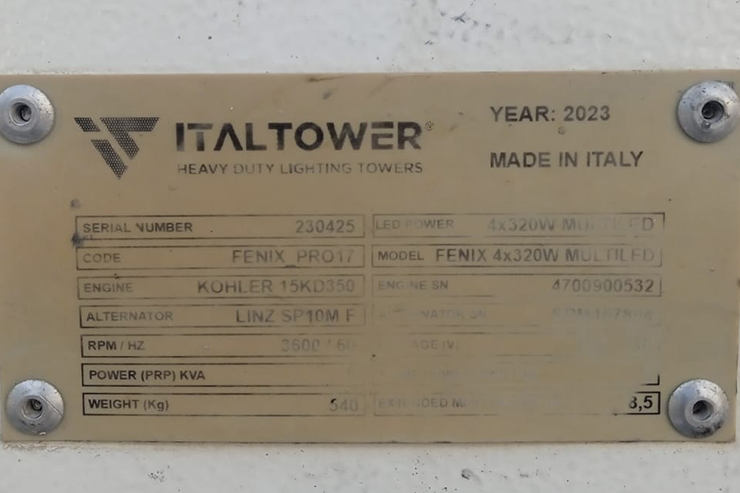 ITALTOWER®
HEAVY DUTY LIGHTING TOWERS
YEAR: 2023
MADE IN ITALY
SERIAL NUMBER 230425 LED POWER 4x320W MULTILED
CODE FENIX_PRO17 MODEL FENIX 4x320W MULTILED
ENGINE KOHLER 15KD350 ENGINE SN 4700900532
ALTERNATOR LINZ SP10M F
RPM / HZ 3600 / 60
POWER (PRP) KVA
WEIGHT (Kg) 540 EXTENDED 8,5